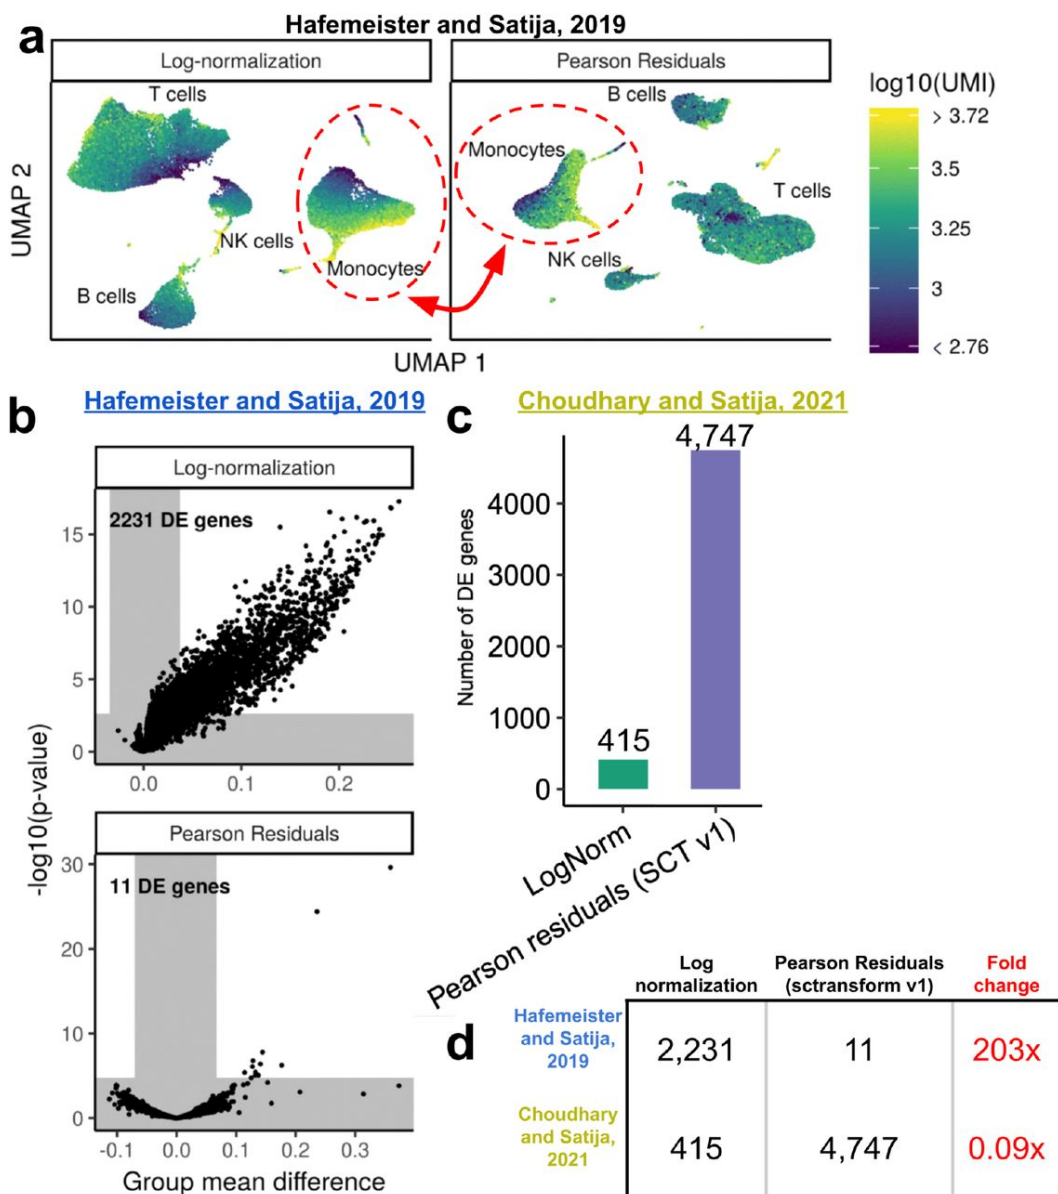 a
Hafemeister and Satija, 2019
Log-normalization
Pearson Residuals
T cells
NK cells
B cells
Monocytes
B cells
Monocytes
T cells
NK cells
UMAP 2
UMAP 1
log10(UMI)
> 3.72
3.5
3.25
3
< 2.76
b
Hafemeister and Satija, 2019
Log-normalization
2231 DE genes
15
10
5
0
0.0
0.1
0.2
Pearson Residuals
11 DE genes
30
20
10
0
-0.1
0.0
0.1
0.2
0.3
-log10(p-value)
Group mean difference
c
Choudhary and Satija, 2021
4,747
415
Number of DE genes
4000
3000
2000
1000
0
LogNorm
Pearson residuals (SCT v1)
d
Log
normalization
Pearson Residuals
(sctransform v1)
Fold
change
Hafemeister
and Satija,
2019
2,231
11
203x
Choudhary
and Satija,
2021
415
4,747
0.09x